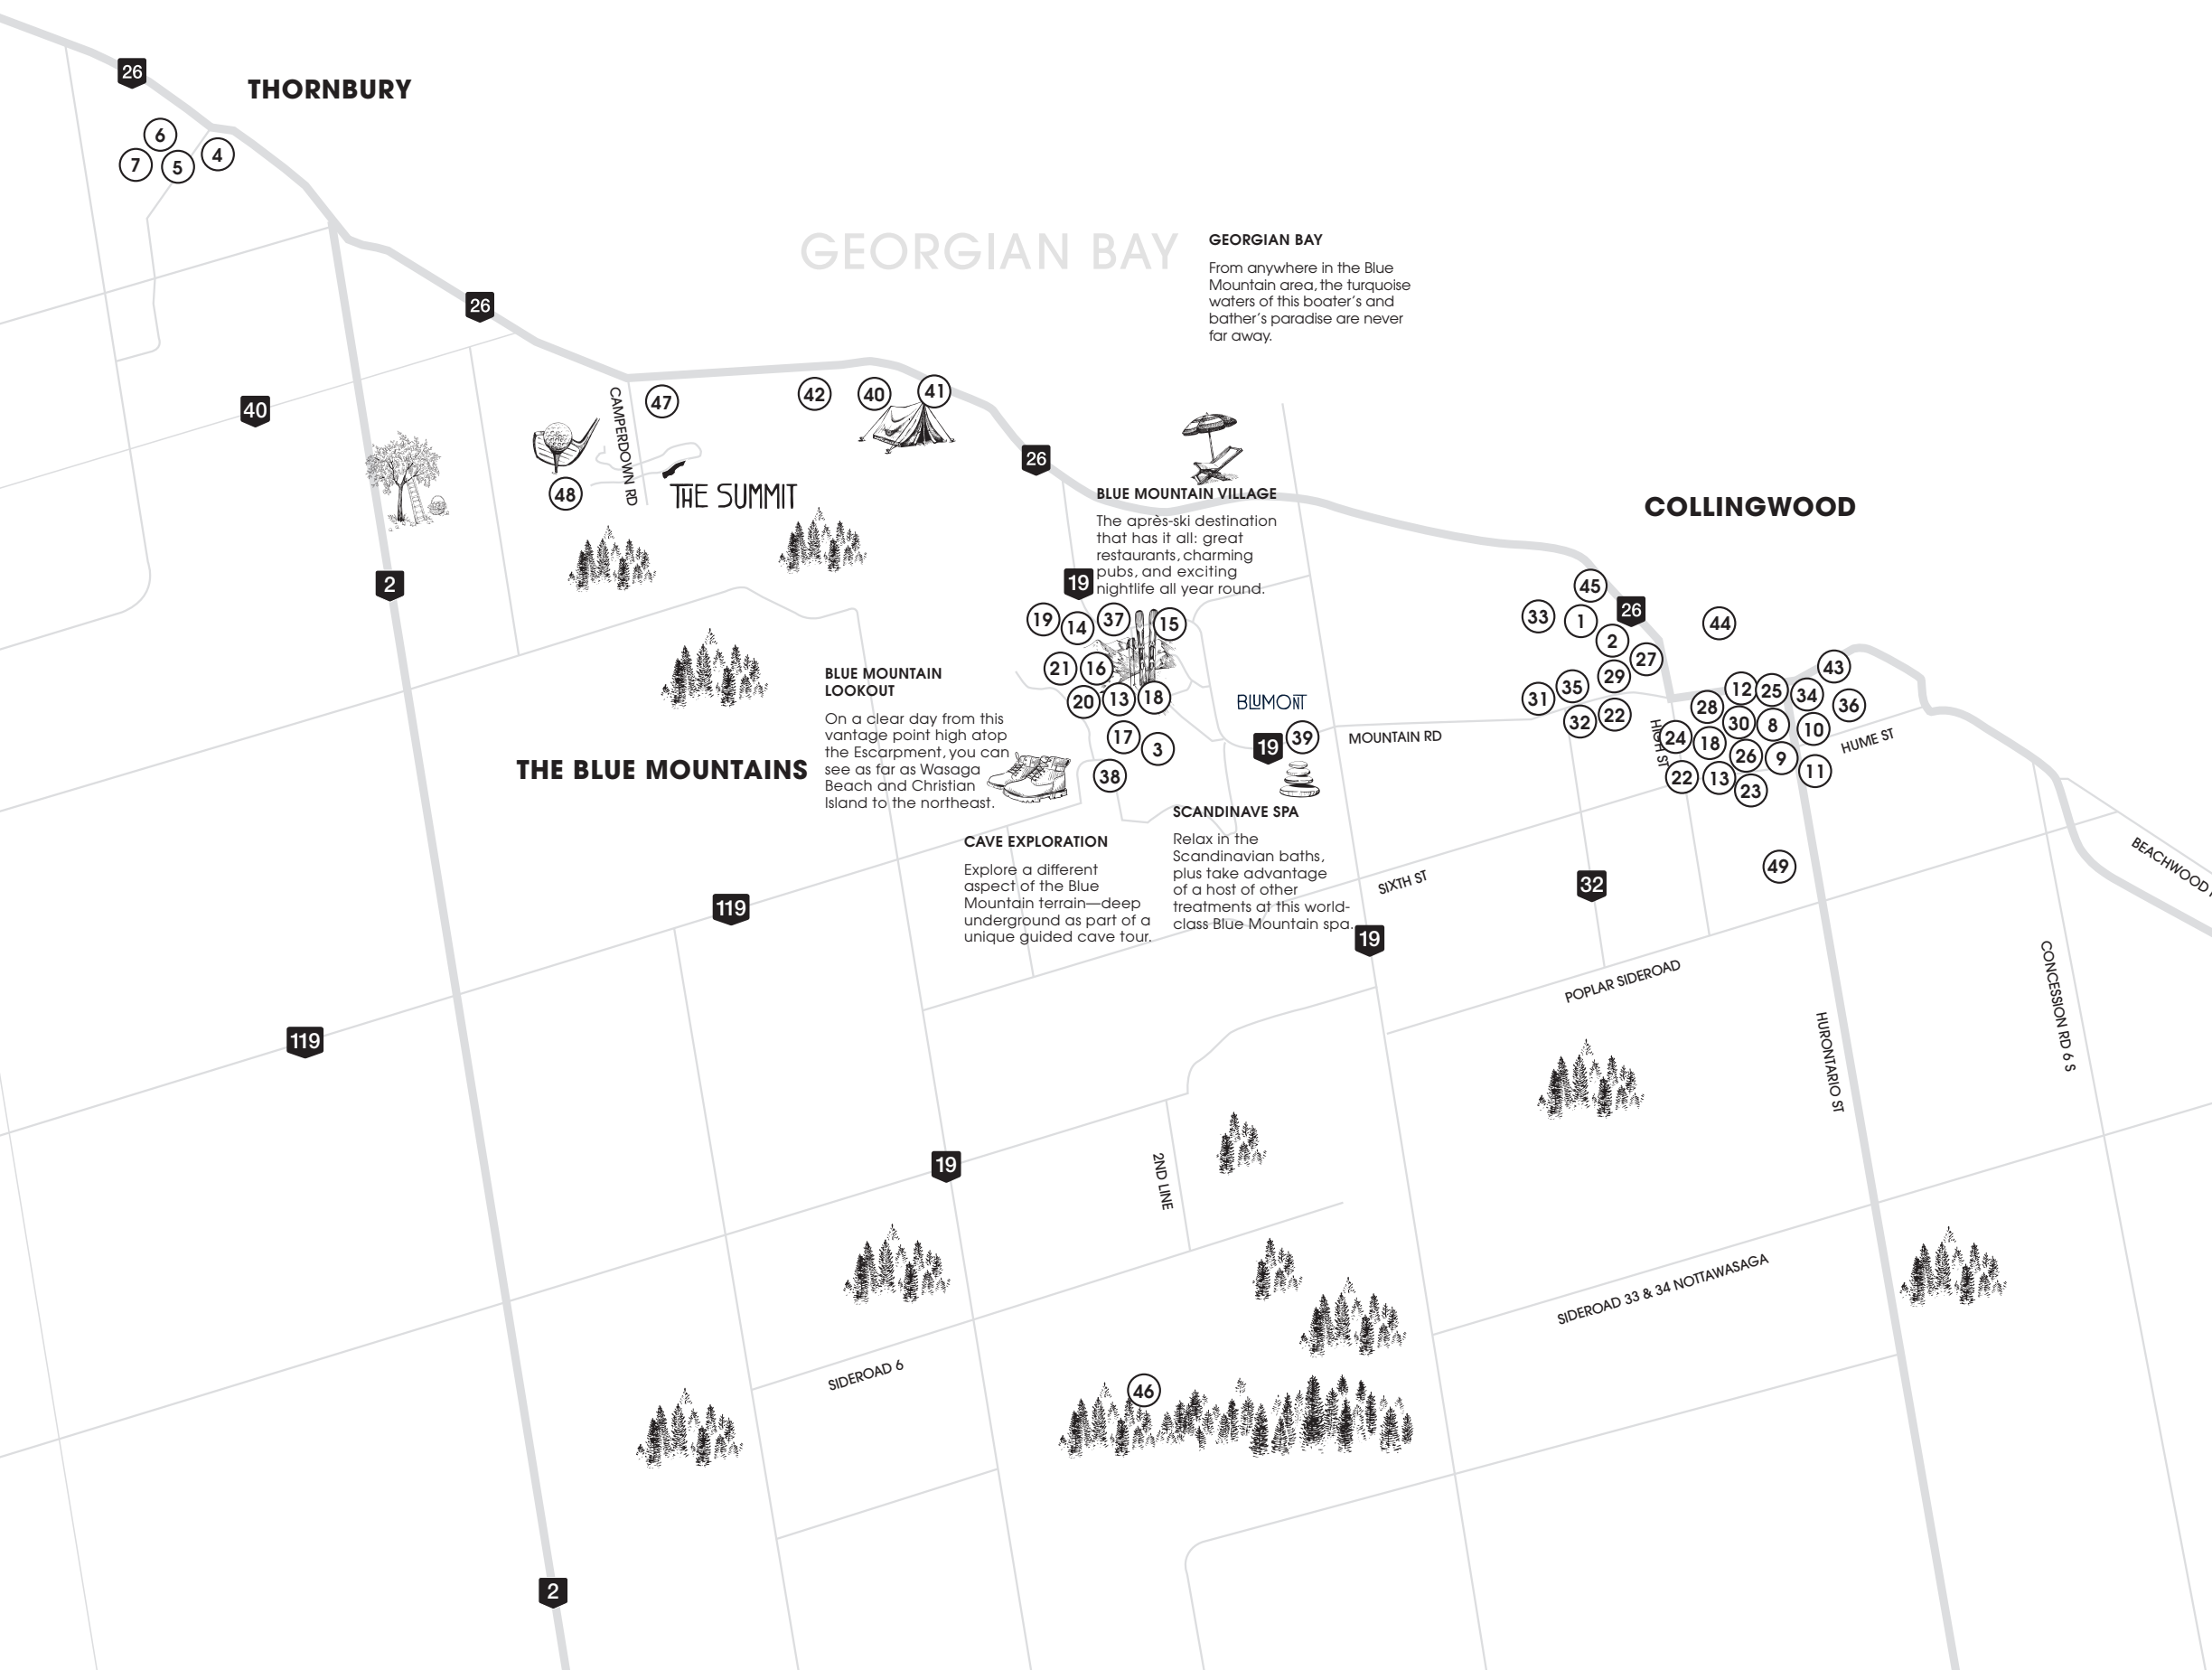 26
THORNBURY
6
7
5
4
GEORGIAN BAY
GEORGIAN BAY
From anywhere in the Blue
Mountain area, the turquoise
waters of this boater's and
bather's paradise are never
far away.
26
40
CAMPERDOWN RD
47
42
40
41
48
THE SUMMIT
26
2
BLUE MOUNTAIN VILLAGE
The après-ski destination
that has it all: great
restaurants, charming
pubs, and exciting
nightlife all year round.
19
19
14
37
15
21
16
20
13
18
17
3
38
BLUMONT
19
39
MOUNTAIN RD
COLLINGWOOD
45
33
1
26
2
44
27
29
35
31
32
22
43
12
25
34
28
36
30
8
10
HIGH ST
24
18
26
9
HUME ST
22
13
23
11
49
BLUE MOUNTAIN
LOOKOUT
On a clear day from this
vantage point high atop
the Escarpment, you can
see as far as Wasaga
Beach and Christian
Island to the northeast.
THE BLUE MOUNTAINS
CAVE EXPLORATION
Explore a different
aspect of the Blue
Mountain terrain—deep
underground as part of a
unique guided cave tour.
SCANDINAVE SPA
Relax in the
Scandinavian baths,
plus take advantage
of a host of other
treatments at this world-
class Blue Mountain spa.
SIXTH ST
32
19
BEACHWOOD
119
119
POPLAR SIDEROAD
HURONTARIO ST
CONCESSION RD 6 S
19
2ND LINE
SIDEROAD 33 & 34 NOTTAWASAGA
SIDEROAD 6
46
2